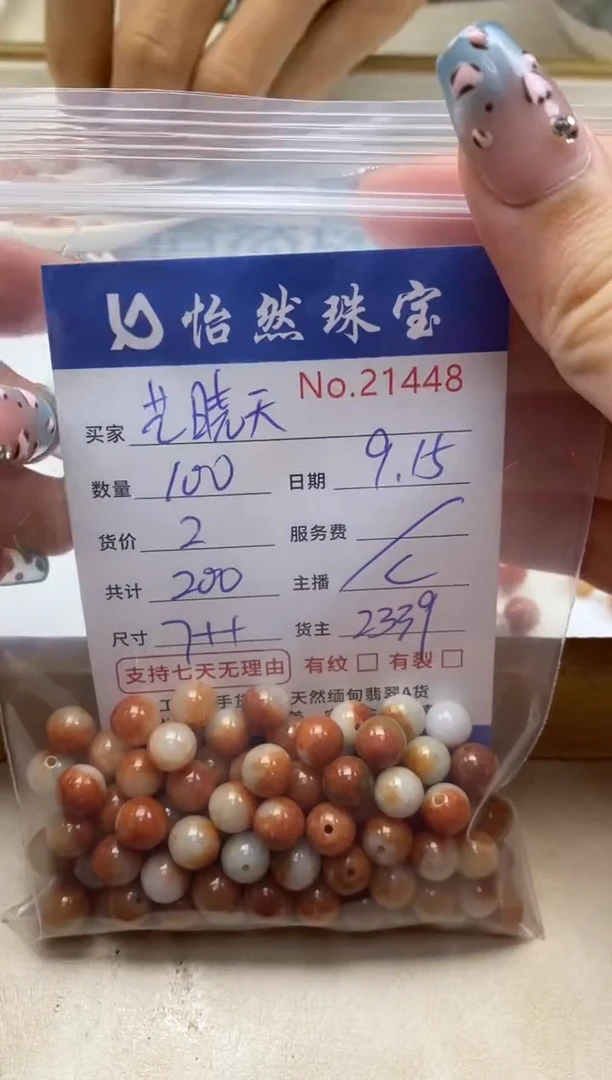 怡然珠宝
No.21448
买家 艺晓天
数量 100 日期 9.15
货价 2 服务费 /
共计 200 主播 C
尺寸 7++ 货主 2339
支持七天无理由 有纹 有裂
天然缅甸翡翠A货